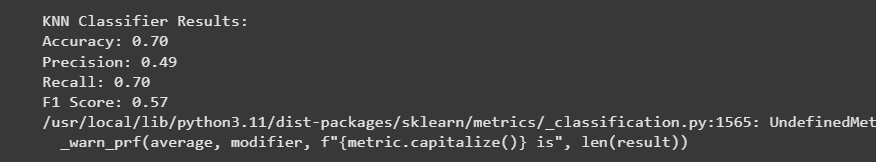 KNN Classifier Results:
Accuracy: 0.70
Precision: 0.49
Recall: 0.70
F1 Score: 0.57
/usr/local/lib/python3.11/dist-packages/sklearn/metrics/_classification.py:1565: UndefinedMet
_warn_prf(average, modifier, f"{metric.capitalize()} is", len(result))